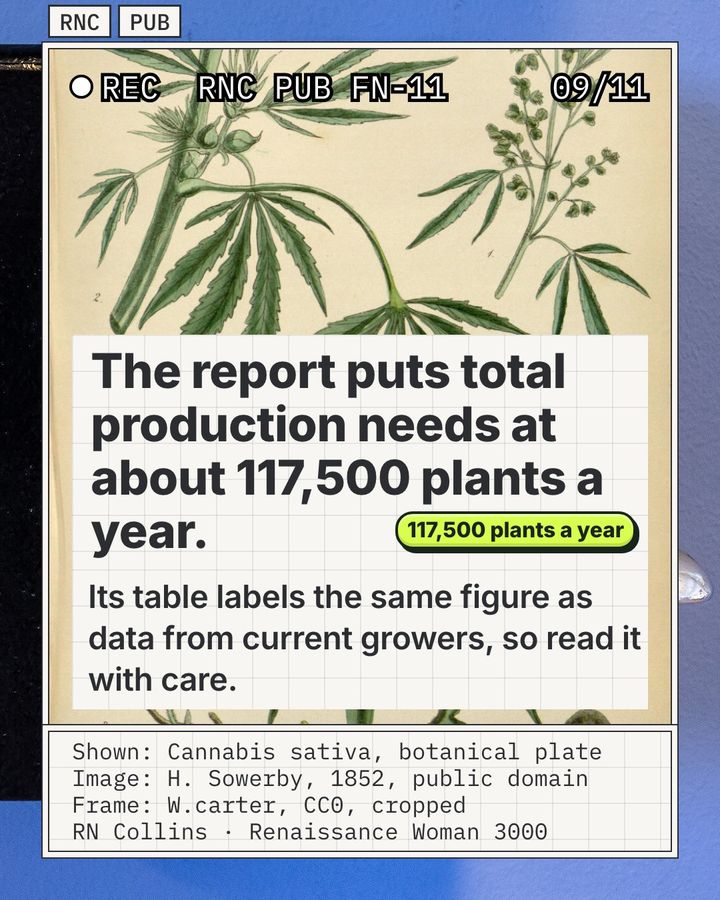 RNC PUB
REC RNC PUB FN-11 09/11
2.
1.
The report puts total
production needs at
about 117,500 plants a
year.
117,500 plants a year
Its table labels the same figure as
data from current growers, so read it
with care.
Shown: Cannabis sativa, botanical plate
Image: H. Sowerby, 1852, public domain
Frame: W.carter, CC0, cropped
RN Collins · Renaissance Woman 3000